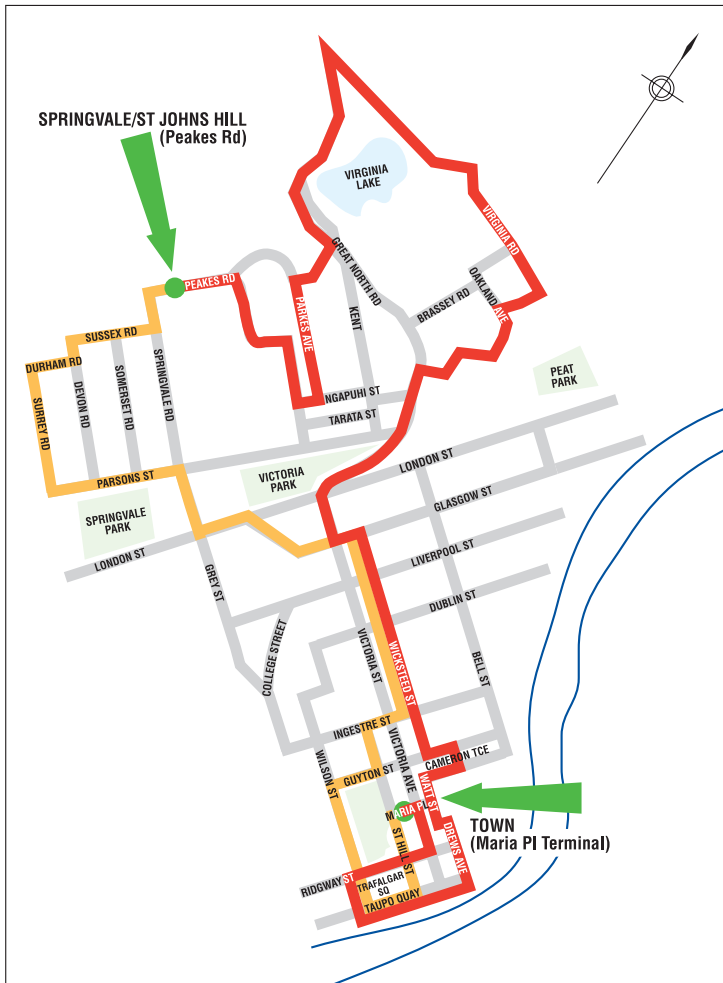 SPRINGVALE/ST JOHNS HILL
(Peakes Rd)
VIRGINIA
LAKE
VIRGINIA RD
GREAT NORTH RD
PEAKES RD
PARKES AVE
KENT
BRASSEY RD
OAKLAND AVE
SUSSEX RD
DURHAM RD
DEVON RD
SOMERSET RD
SPRINGVALE RD
SURREY RD
NGAPUHI ST
TARATA ST
PEAT
PARK
PARSONS ST
VICTORIA
PARK
LONDON ST
SPRINGVALE
PARK
GLASGOW ST
LONDON ST
LIVERPOOL ST
GREY ST
DUBLIN ST
COLLEGE STREET
VICTORIA ST
WICKSTEED ST
BELL ST
INGESTRE ST
WILSON ST
VICTORIA AVE
CAMERON TCE
GUYTON ST
WATT ST
MARIA PL
ST HILL ST
DREWS AVE
TOWN
(Maria Pl Terminal)
RIDGWAY ST
TRAFALGAR
SQ
TAUPO QUAY